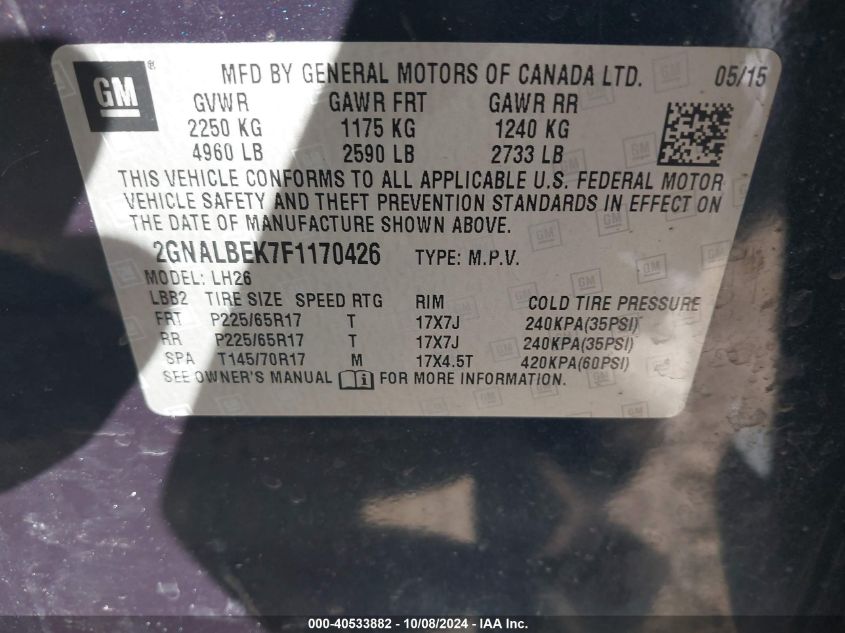 GM ®
MFD BY GENERAL MOTORS OF CANADA LTD. 05/15
GVWR GAWR FRT GAWR RR
2250 KG 1175 KG 1240 KG
4960 LB 2590 LB 2733 LB
THIS VEHICLE CONFORMS TO ALL APPLICABLE U.S. FEDERAL MOTOR
VEHICLE SAFETY AND THEFT PREVENTION STANDARDS IN EFFECT ON
THE DATE OF MANUFACTURE SHOWN ABOVE.
2GNALBEK7F1170426 TYPE: M.P.V.
MODEL: LH26
LBB2 TIRE SIZE SPEED RTG RIM COLD TIRE PRESSURE
FRT P225/65R17 T 17X7J 240KPA(35PSI)
RR P225/65R17 T 17X7J 240KPA(35PSI)
SPA T145/70R17 M 17X4.5T 420KPA(60PSI)
SEE OWNER'S MANUAL i FOR MORE INFORMATION.
000-40533882 - 10/08/2024 - IAA Inc.